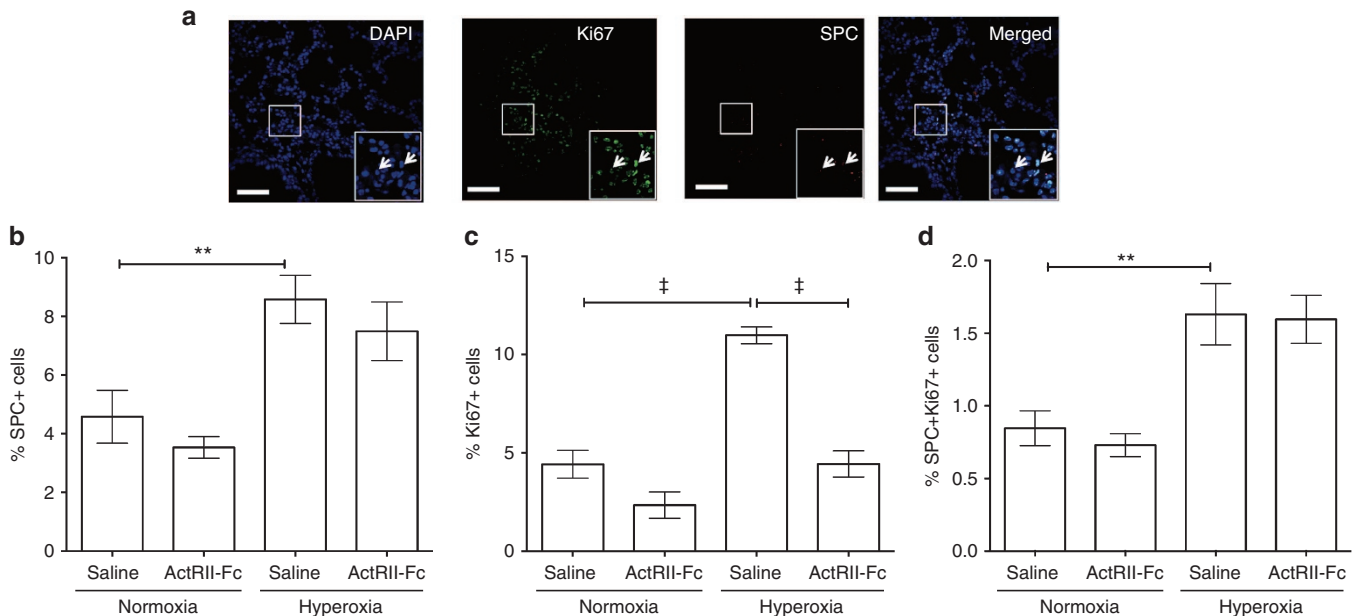 a
DAPI
Ki67
SPC
Merged
b
% SPC+ cells
10
8
6
4
2
0
**
Saline
ActRII-Fc
Saline
ActRII-Fc
Normoxia
Hyperoxia
c
% Ki67+ cells
15
10
5
0
‡
‡
Saline
ActRII-Fc
Saline
ActRII-Fc
Normoxia
Hyperoxia
d
% SPC+Ki67+ cells
2.0
1.5
1.0
0.5
0.0
**
Saline
ActRII-Fc
Saline
ActRII-Fc
Normoxia
Hyperoxia